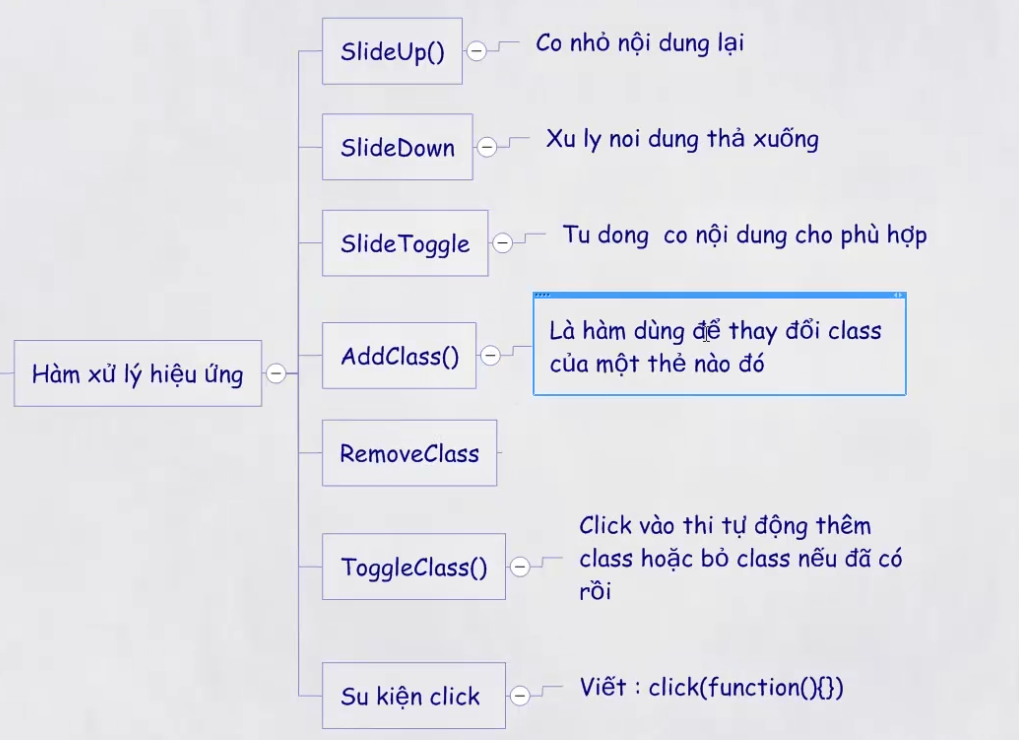 SlideUp()
Co nhỏ nội dung lại
SlideDown
Xu ly noi dung thả xuống
SlideToggle
Tu dong co nội dung cho phù hợp
AddClass()
Là hàm dùng để thay đổi class
của một thẻ nào đó
Hàm xử lý hiệu ứng
RemoveClass
ToggleClass()
Click vào thi tự động thêm
class hoặc bỏ class nếu đã có
rồi
Su kiện click
Viết : click(function(){})